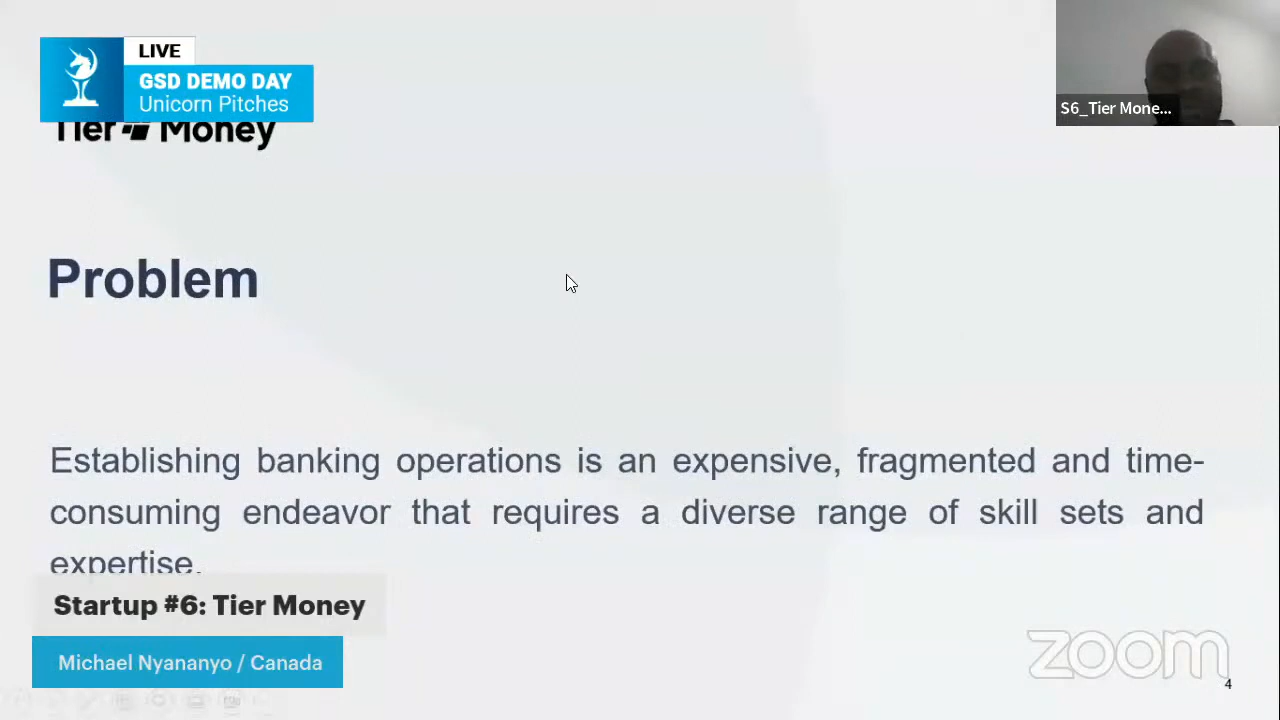 LIVE
GSD DEMO DAY
Unicorn Pitches
Tier Money
S6_Tier Mone...
Problem
Establishing banking operations is an expensive, fragmented and time-
consuming endeavor that requires a diverse range of skill sets and
expertise.
Startup #6: Tier Money
Michael Nyananyo / Canada
zoom
4